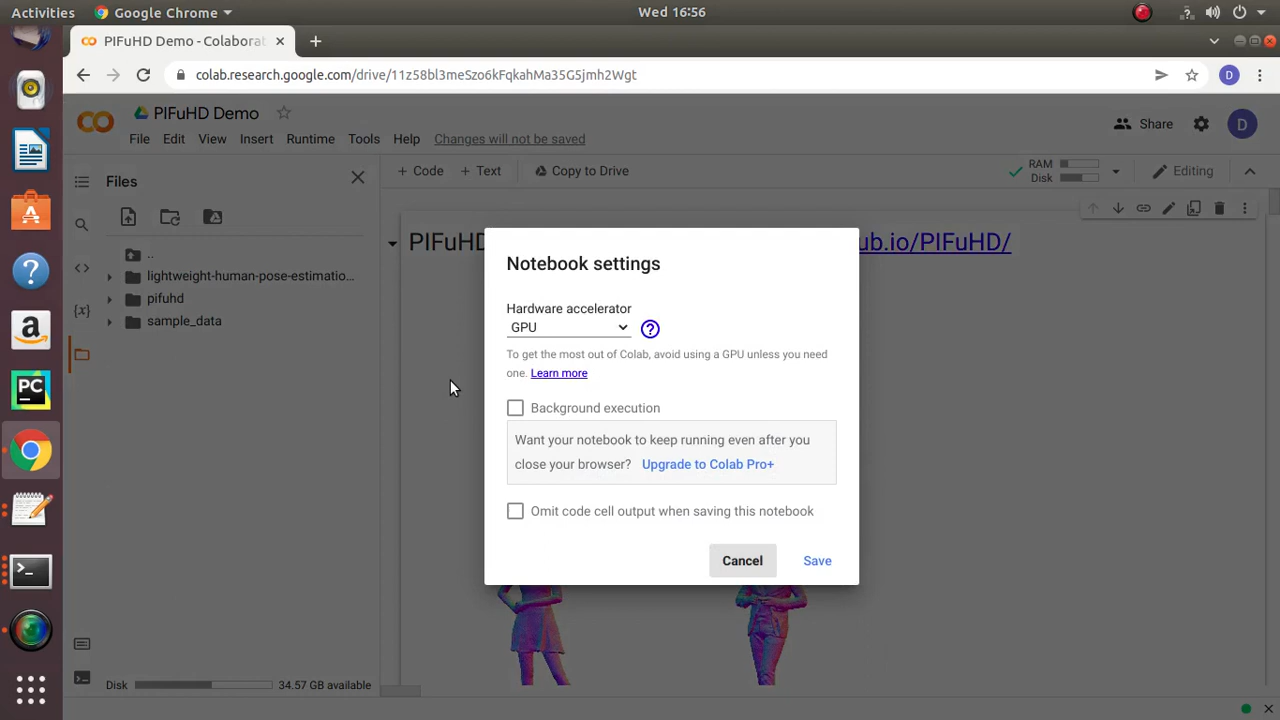 Activities
Google Chrome
Wed 16:56
PIFuHD Demo - Colaborat
colab.research.google.com/drive/11z58bl3meSzo6kFqkahMa35G5jmh2Wgt
D
PIFuHD Demo
File Edit View Insert Runtime Tools Help Changes will not be saved
Share
D
Files
+ Code + Text Copy to Drive
RAM
Disk
Editing
..
lightweight-human-pose-estimatio...
pifuhd
sample_data
Disk 34.57 GB available
PIFuHD ub.io/PIFuHD/
Notebook settings
Hardware accelerator
GPU
To get the most out of Colab, avoid using a GPU unless you need
one. Learn more
Background execution
Want your notebook to keep running even after you
close your browser? Upgrade to Colab Pro+
Omit code cell output when saving this notebook
Cancel Save